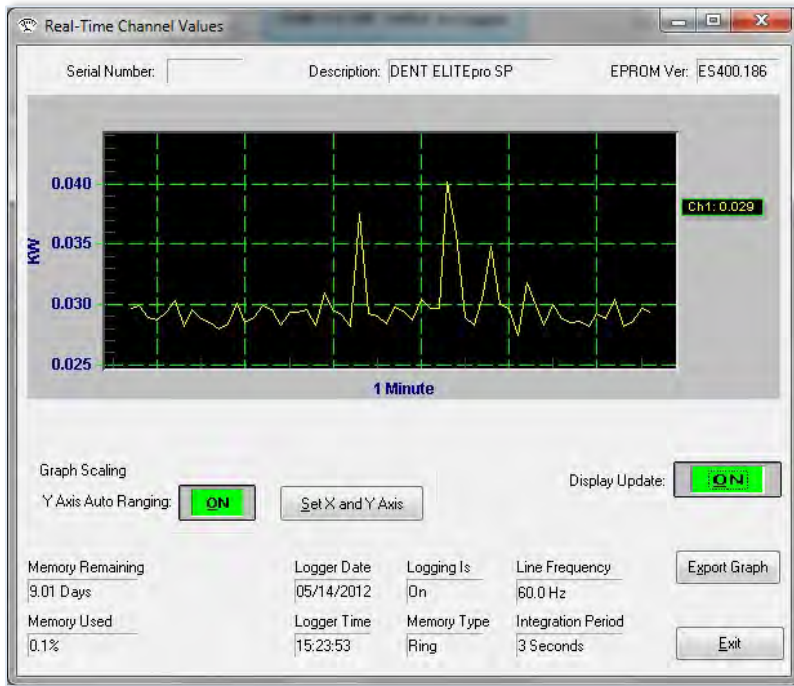 Real-Time Channel Values
Serial Number:
Description: DENT ELITEpro SP
EPROM Ver: ES400.186
0.040
Ch1: 0.029
0.035
KW
0.030
0.025
1 Minute
Graph Scaling
Display Update: ON
Y Axis Auto Ranging: ON
Set X and Y Axis
Memory Remaining
9.01 Days
Logger Date
05/14/2012
Logging Is
On
Line Frequency
60.0 Hz
Export Graph
Memory Used
0.1%
Logger Time
15:23:53
Memory Type
Ring
Integration Period
3 Seconds
Exit